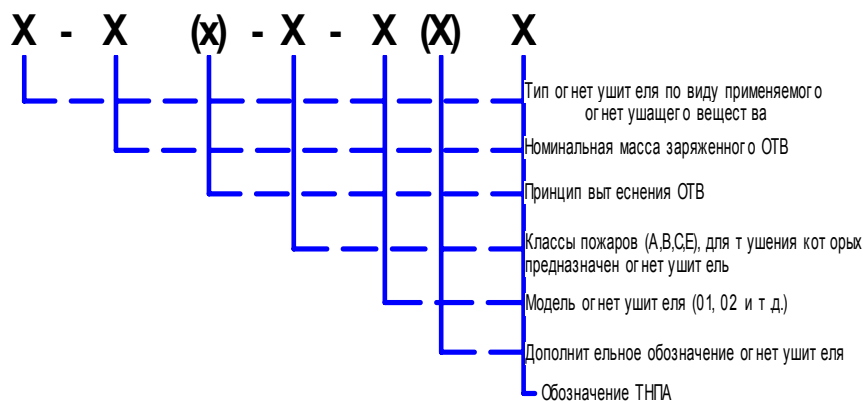 X - X (x) - X - X (X) X
Тип огнетушителя по виду применяемого
огнетушащего вещества
Номинальная масса заряженного ОТВ
Принцип вытеснения ОТВ
Классы пожаров (А,В,С,Е), для тушения которых
предназначен огнетушитель
Модель огнетушителя (01, 02 и т.д.)
Дополнительное обозначение огнетушителя
Обозначение ТНПА